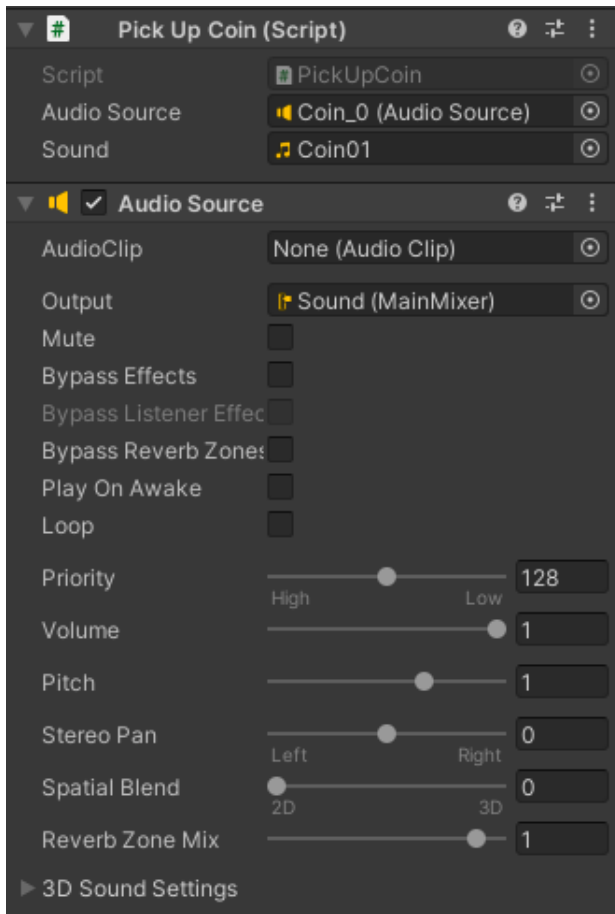 Pick Up Coin (Script)
Script PickUpCoin
Audio Source Coin_0 (Audio Source)
Sound Coin01
Audio Source
AudioClip None (Audio Clip)
Output Sound (MainMixer)
Mute
Bypass Effects
Bypass Listener Effec
Bypass Reverb Zones
Play On Awake
Loop
Priority 128
High Low
Volume 1
Pitch 1
Stereo Pan 0
Left Right
Spatial Blend 0
2D 3D
Reverb Zone Mix 1
3D Sound Settings